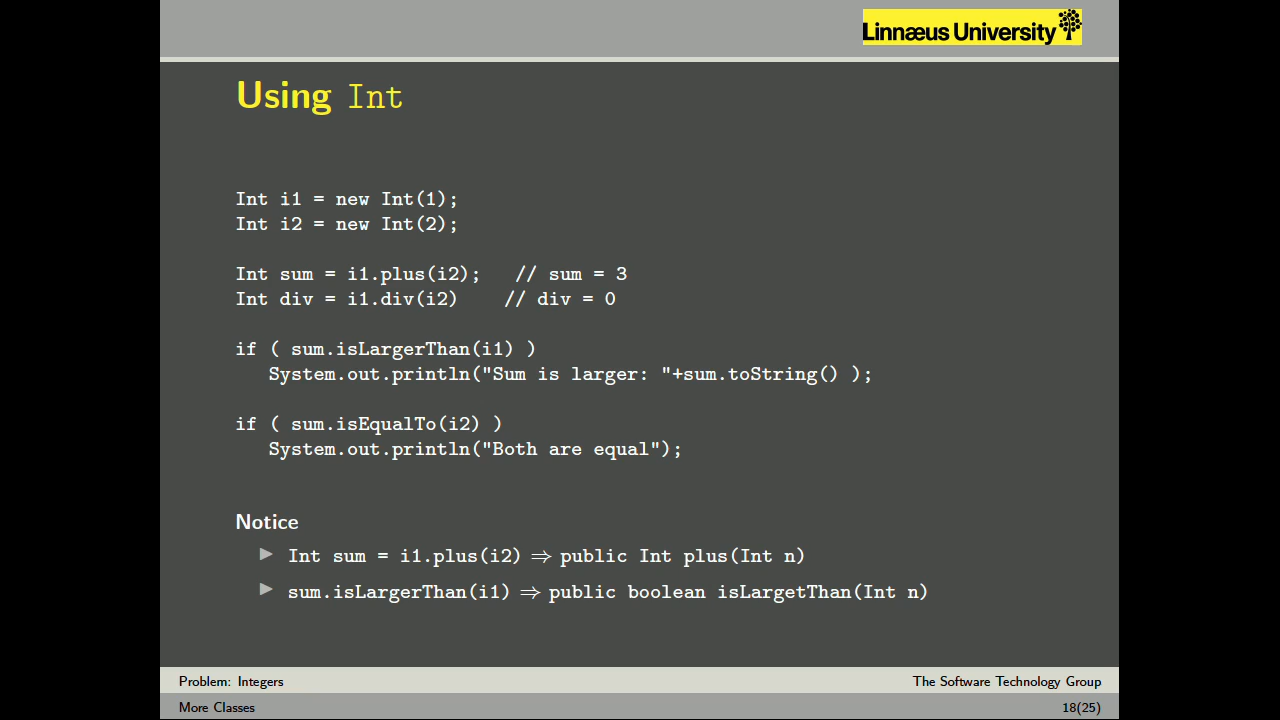 Linnæus University
Using Int
Int i1 = new Int(1);
Int i2 = new Int(2);
Int sum = i1.plus(i2);   // sum = 3
Int div = i1.div(i2)    // div = 0
if ( sum.isLargerThan(i1) )
   System.out.println("Sum is larger: "+sum.toString() );
if ( sum.isEqualTo(i2) )
   System.out.println("Both are equal");
Notice
▶ Int sum = i1.plus(i2) ⇒ public Int plus(Int n)
▶ sum.isLargerThan(i1) ⇒ public boolean isLargetThan(Int n)
Problem: Integers The Software Technology Group
More Classes 18(25)